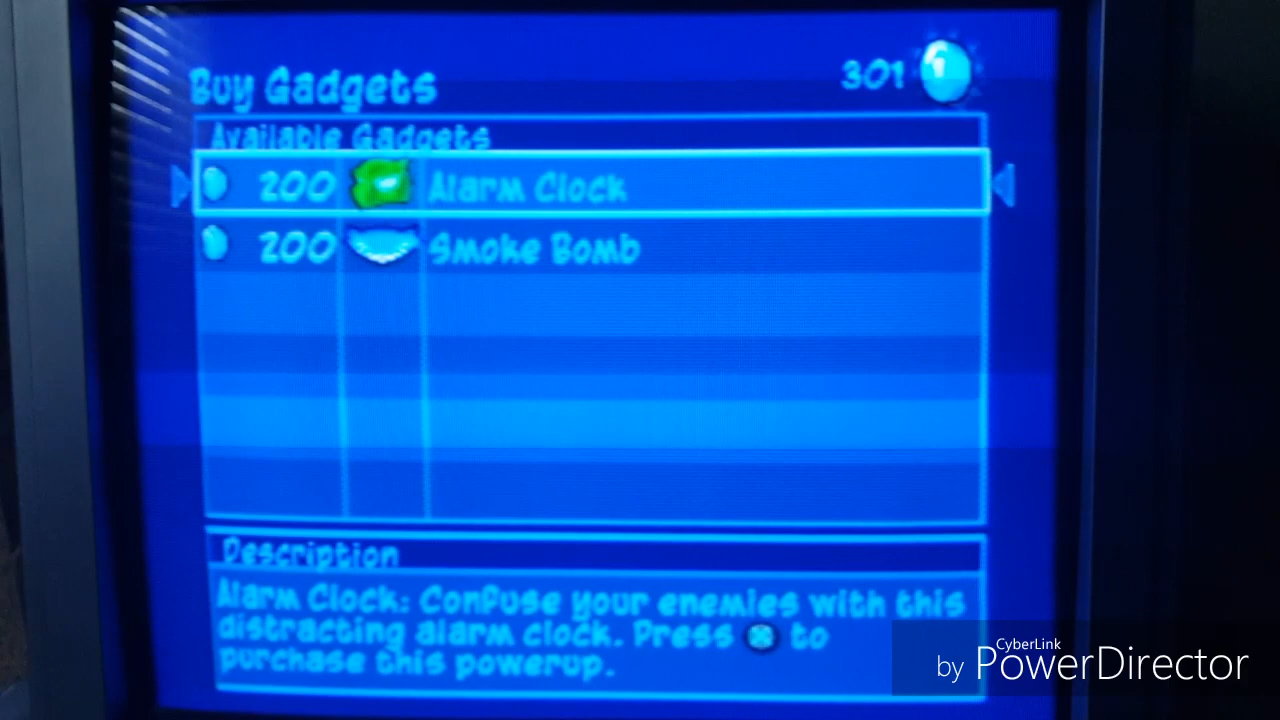 Buy Gadgets
301
Available Gadgets
200 Alarm Clock
200 Smoke Bomb
Description
Alarm Clock: Confuse your enemies with this
distracting alarm clock. Press to
purchase this powerup.
by CyberLink PowerDirector